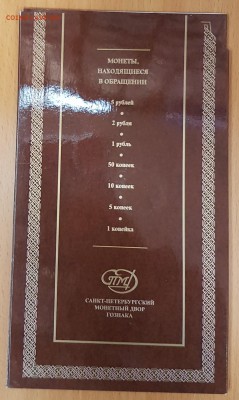 МОНЕТЫ,
НАХОДЯЩИЕСЯ
В ОБРАЩЕНИИ
5 рублей
2 рубля
1 рубль
50 копеек
10 копеек
5 копеек
1 копейка
САНКТ-ПЕТЕРБУРГСКИЙ
МОНЕТНЫЙ ДВОР
ГОЗНАКА